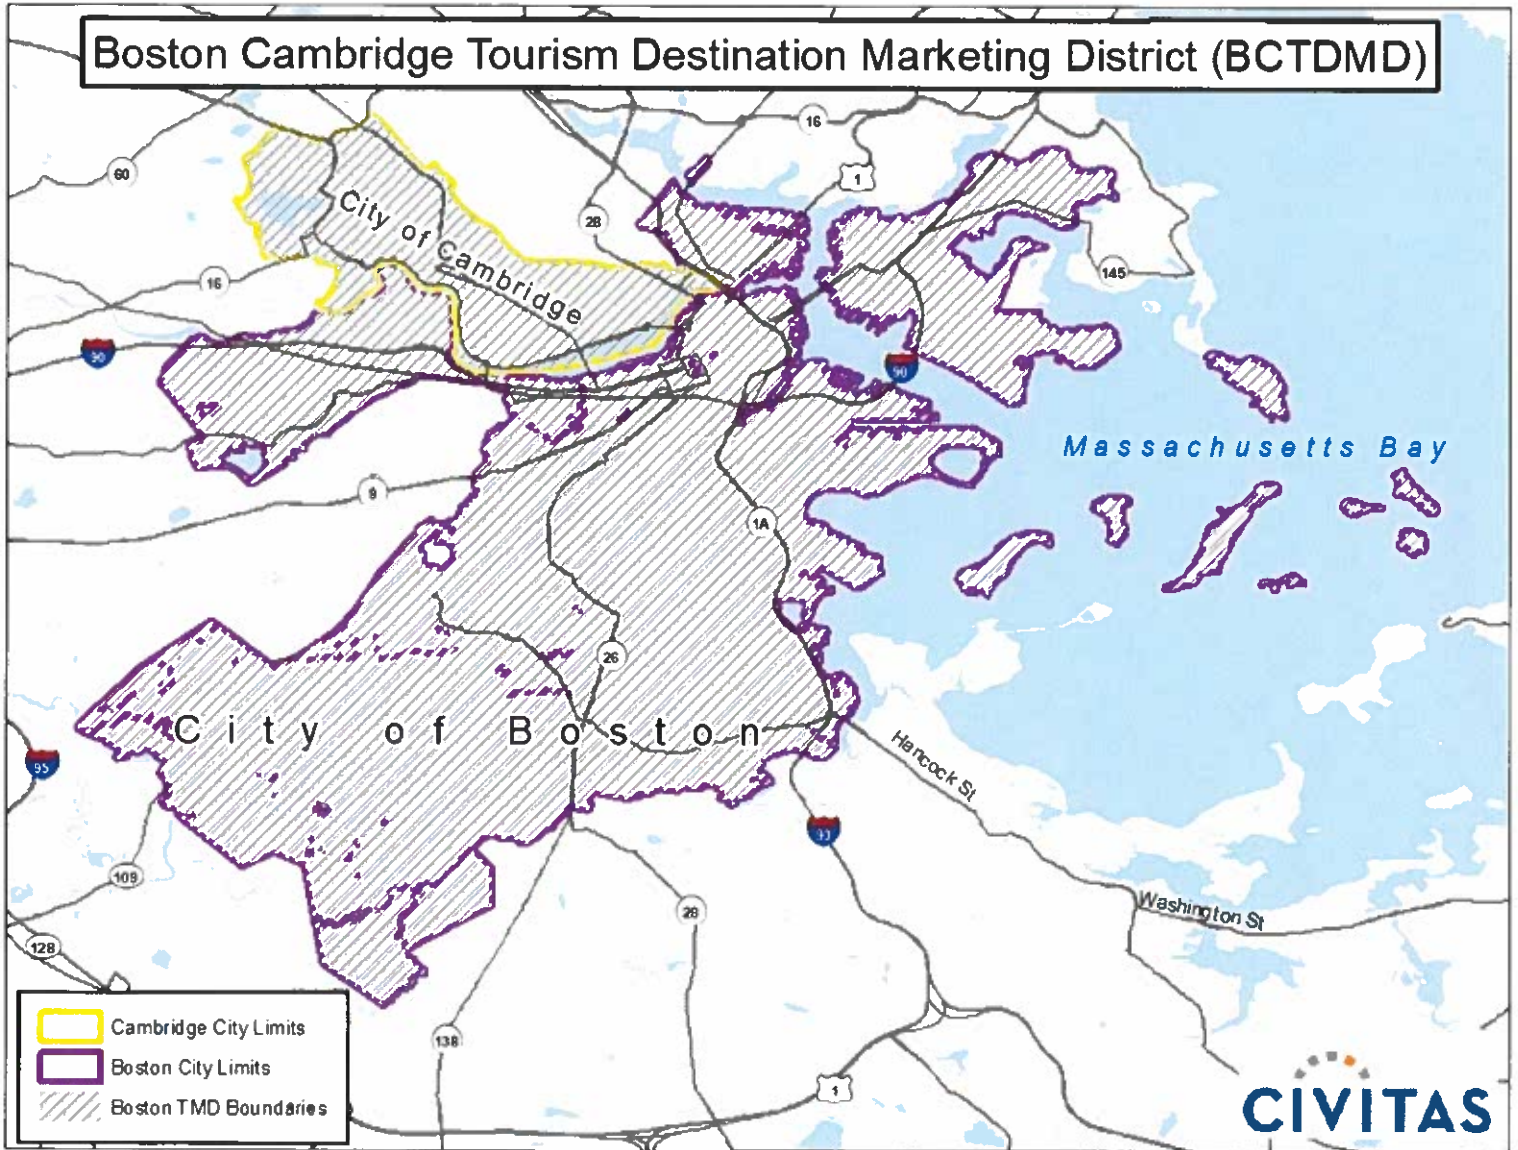 Boston Cambridge Tourism Destination Marketing District (BCTDMD)
16
60
1
28
City of Cambridge
145
16
90
90
Massachusetts Bay
9
1A
26
City of Boston
Hancock St
95
93
109
28
Washington St
128
Cambridge City Limits
138
Boston City Limits
1
Boston TMD Boundaries
CIVITAS